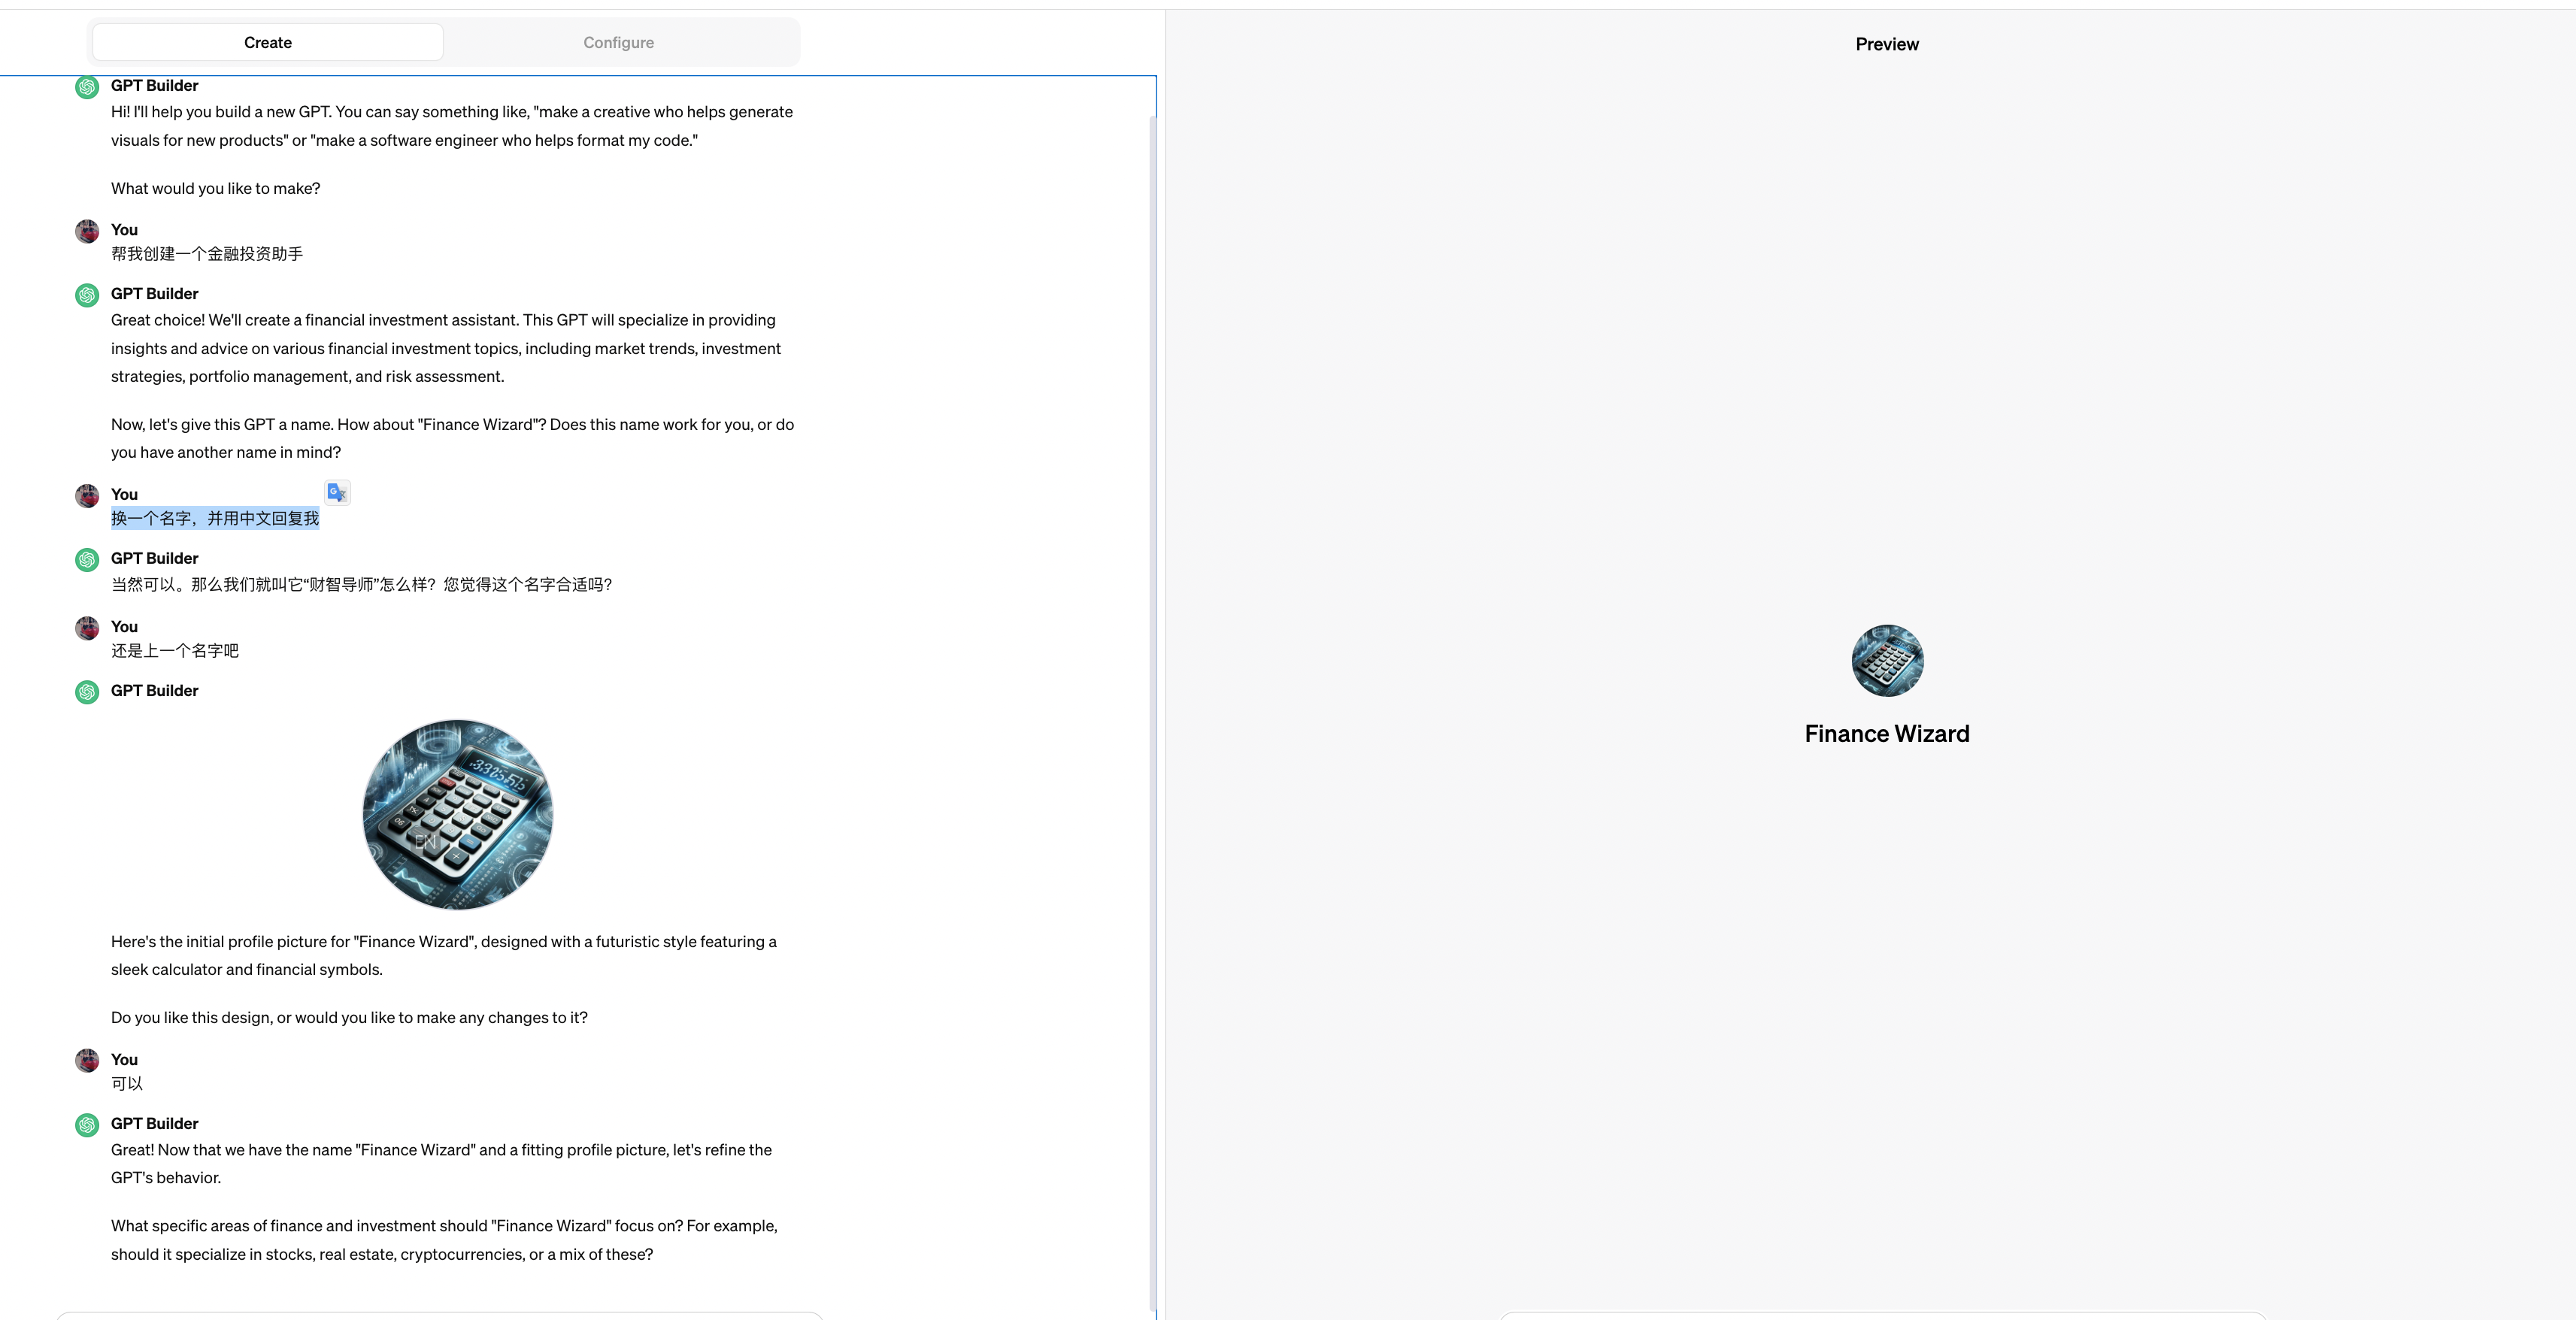 Create
Configure
Preview
GPT Builder
Hi! I'll help you build a new GPT. You can say something like, "make a creative who helps generate
visuals for new products" or "make a software engineer who helps format my code."
What would you like to make?
You
帮我创建一个金融投资助手
GPT Builder
Great choice! We'll create a financial investment assistant. This GPT will specialize in providing
insights and advice on various financial investment topics, including market trends, investment
strategies, portfolio management, and risk assessment.
Now, let's give this GPT a name. How about "Finance Wizard"? Does this name work for you, or do
you have another name in mind?
You
换一个名字，并用中文回复我
GPT Builder
当然可以。那么我们就叫它“财智导师”怎么样？您觉得这个名字合适吗？
You
还是上一个名字吧
GPT Builder
EN
Here's the initial profile picture for "Finance Wizard", designed with a futuristic style featuring a
sleek calculator and financial symbols.
Do you like this design, or would you like to make any changes to it?
You
可以
GPT Builder
Great! Now that we have the name "Finance Wizard" and a fitting profile picture, let's refine the
GPT's behavior.
What specific areas of finance and investment should "Finance Wizard" focus on? For example,
should it specialize in stocks, real estate, cryptocurrencies, or a mix of these?
Finance Wizard